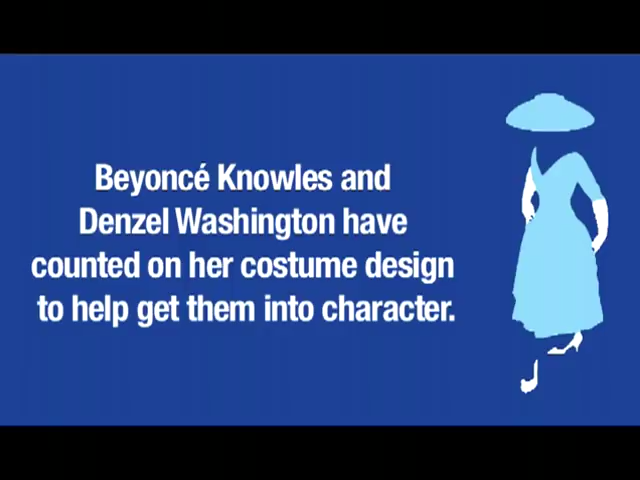 Beyoncé Knowles and
Denzel Washington have
counted on her costume design
to help get them into character.